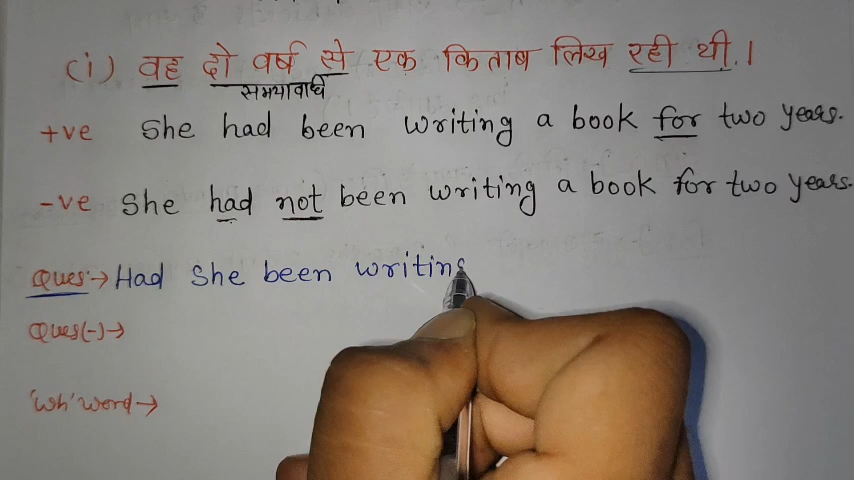 (i) वह दो वर्ष से एक किताब लिख रही थी.।
समयावधि
+ve She had been writing a book for two years.
-ve She had not been writing a book for two years.
Ques:→ Had she been writing
Ques(-)→
'Wh' word→